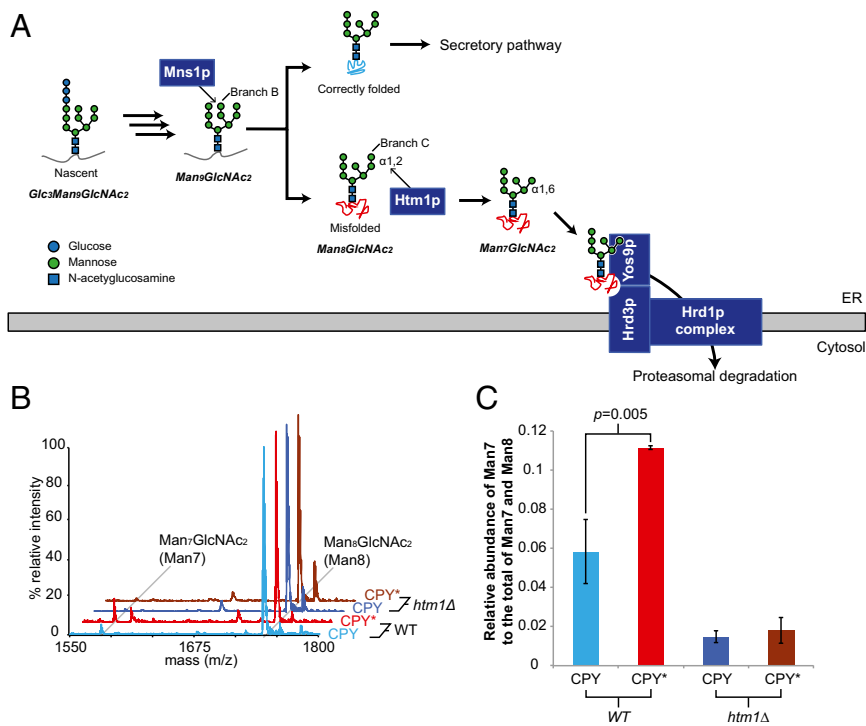 A
Mns1p
Branch B
Nascent
Glc3Man9GlcNAc2
Man9GlcNAc2
Correctly folded
Secretory pathway
Branch C
α1,2
Htm1p
Misfolded
Man8GlcNAc2
α1,6
Man7GlcNAc2
Glucose
Mannose
N-acetyglucosamine
Yos9p
Hrd3p
Hrd1p
complex
ER
Cytosol
Proteasomal degradation
B
% relative intensity
100
80
60
40
20
0
Man7GlcNAc2
(Man7)
Man8GlcNAc2
(Man8)
CPY*
CPY
htm1Δ
CPY*
CPY
WT
1550
1675
1800
mass (m/z)
C
p=0.005
Relative abundance of Man7
to the total of Man7 and Man8
0.12
0.1
0.08
0.06
0.04
0.02
0
CPY
CPY*
CPY
CPY*
WT
htm1Δ